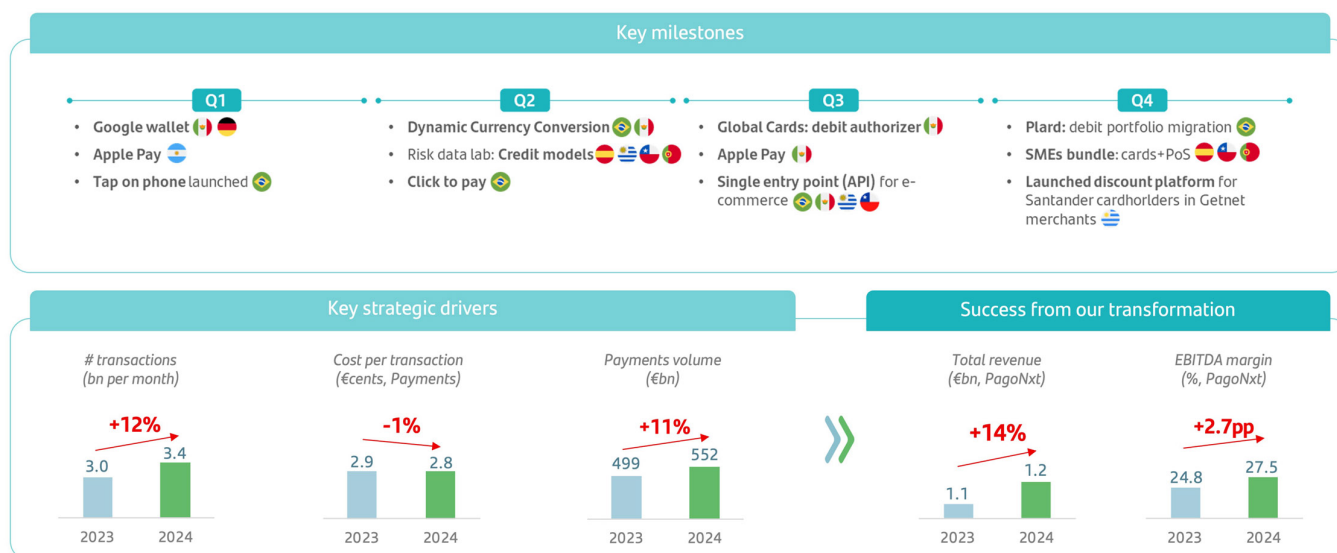 Key milestones
Q1
• Google wallet
• Apple Pay
• Tap on phone launched
Q2
• Dynamic Currency Conversion
• Risk data lab: Credit models
• Click to pay
Q3
• Global Cards: debit authorizer
• Apple Pay
• Single entry point (API) for e-
commerce
Q4
• Plard: debit portfolio migration
• SMEs bundle: cards+PoS
• Launched discount platform for
Santander cardhorlders in Getnet
merchants
Key strategic drivers
# transactions
(bn per month)
+12%
3.0
3.4
2023
2024
Cost per transaction
(€cents, Payments)
-1%
2.9
2.8
2023
2024
Payments volume
(€bn)
+11%
499
552
2023
2024
Success from our transformation
Total revenue
(€bn, PagoNxt)
+14%
1.1
1.2
2023
2024
EBITDA margin
(%, PagoNxt)
+2.7pp
24.8
27.5
2023
2024